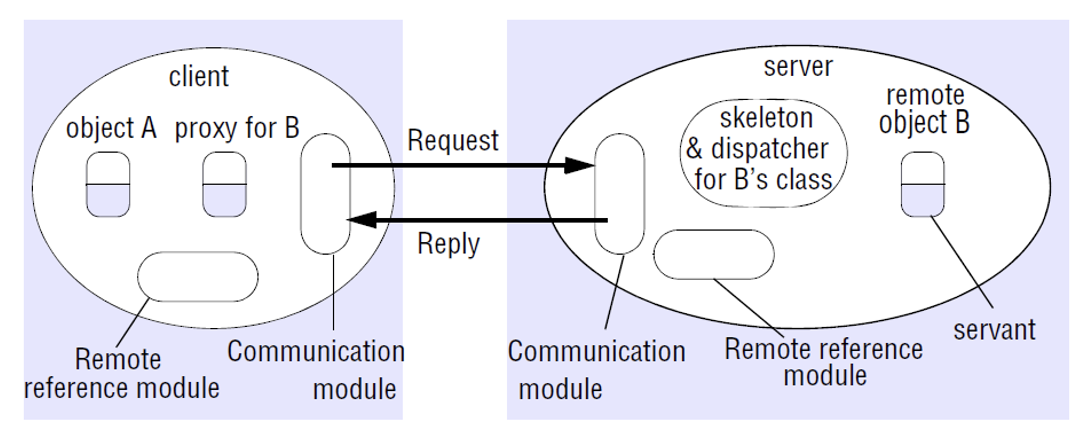 client
object A
proxy for B
Remote
reference module
Communication
module
Request
Reply
server
skeleton
& dispatcher
for B's class
remote
object B
Communication
module
Remote reference
module
servant